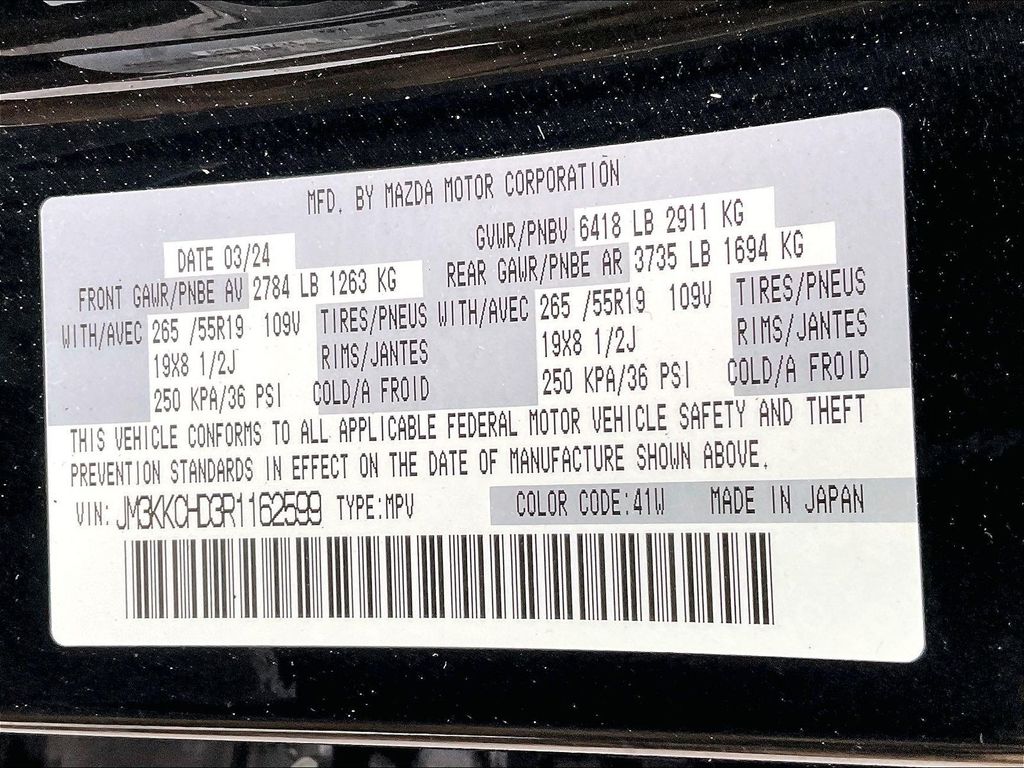 MFD. BY MAZDA MOTOR CORPORATION
DATE 03/24 GVWR/PNBV 6418 LB 2911 KG
FRONT GAWR/PNBE AV 2784 LB 1263 KG REAR GAWR/PNBE AR 3735 LB 1694 KG
WITH/AVEC 265 /55R19 109V TIRES/PNEUS WITH/AVEC 265 /55R19 109V TIRES/PNEUS
19X8 1/2J RIMS/JANTES 19X8 1/2J RIMS/JANTES
250 KPA/36 PSI COLD/A FROID 250 KPA/36 PSI COLD/A FROID
THIS VEHICLE CONFORMS TO ALL APPLICABLE FEDERAL MOTOR VEHICLE SAFETY AND THEFT
PREVENTION STANDARDS IN EFFECT ON THE DATE OF MANUFACTURE SHOWN ABOVE.
VIN: JM3KKCHD3R1162599 TYPE:MPV COLOR CODE:41W MADE IN JAPAN